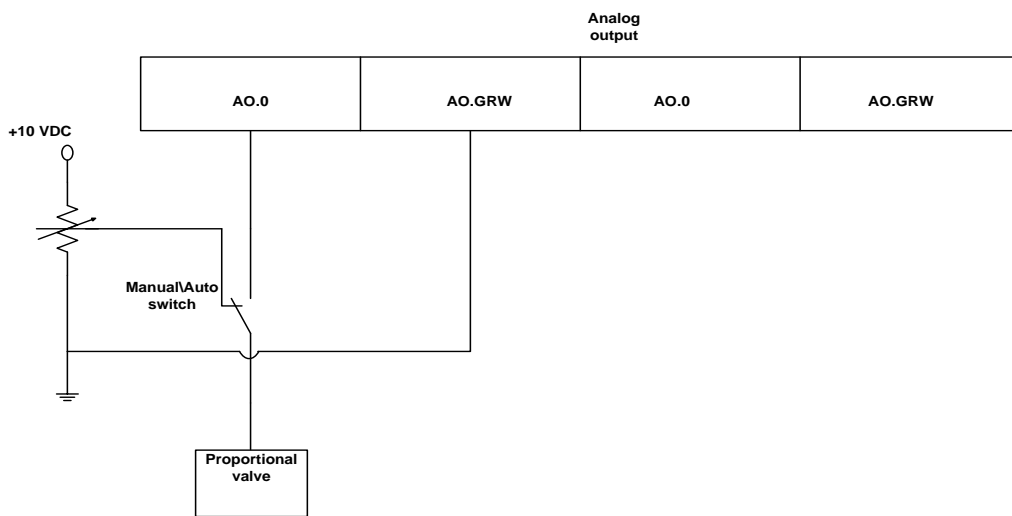 Analog
output
AO.0
AO.GRW
AO.0
AO.GRW
+10 VDC
Manual\Auto
switch
Proportional
valve